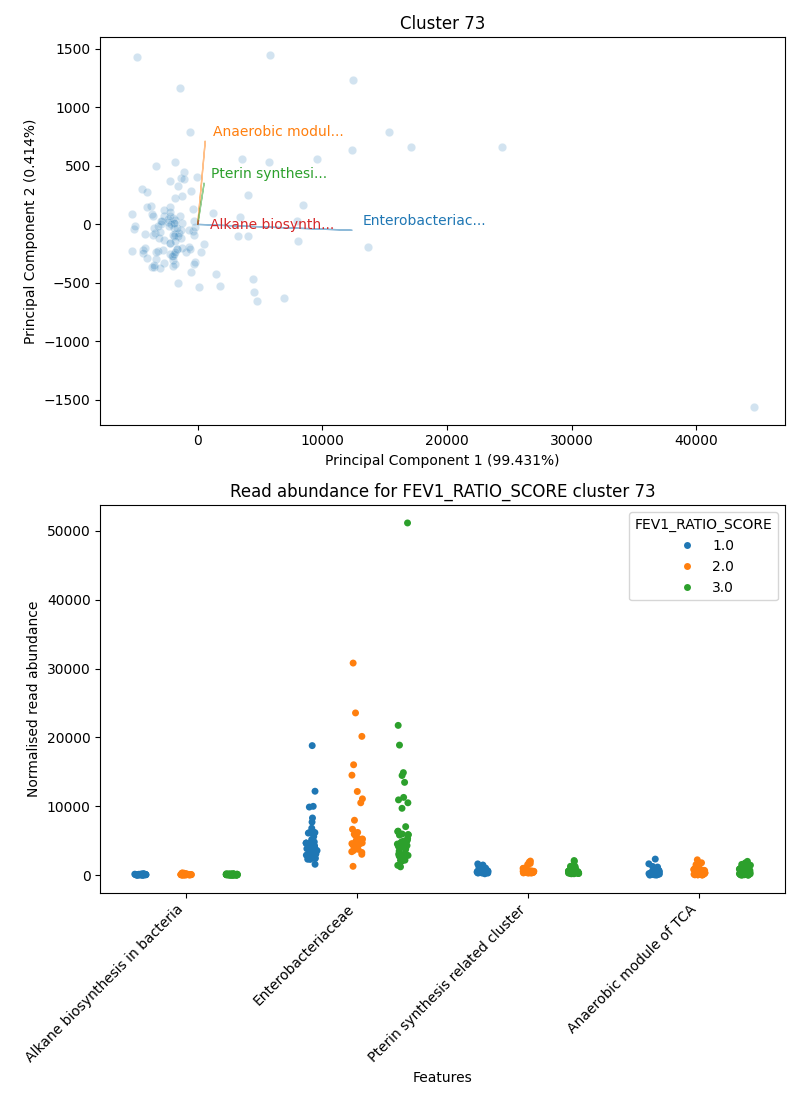 Cluster 73
1500
1000
500
0
−500
−1000
−1500
Principal Component 2 (0.414%)
Anaerobic modul...
Pterin synthesi...
Alkane biosynth...
Enterobacteriac...
0
10000
20000
30000
40000
Principal Component 1 (99.431%)
Read abundance for FEV1_RATIO_SCORE cluster 73
50000
40000
30000
20000
10000
0
Normalised read abundance
FEV1_RATIO_SCORE
1.0
2.0
3.0
Alkane biosynthesis in bacteria
Enterobacteriaceae
Pterin synthesis related cluster
Anaerobic module of TCA
Features